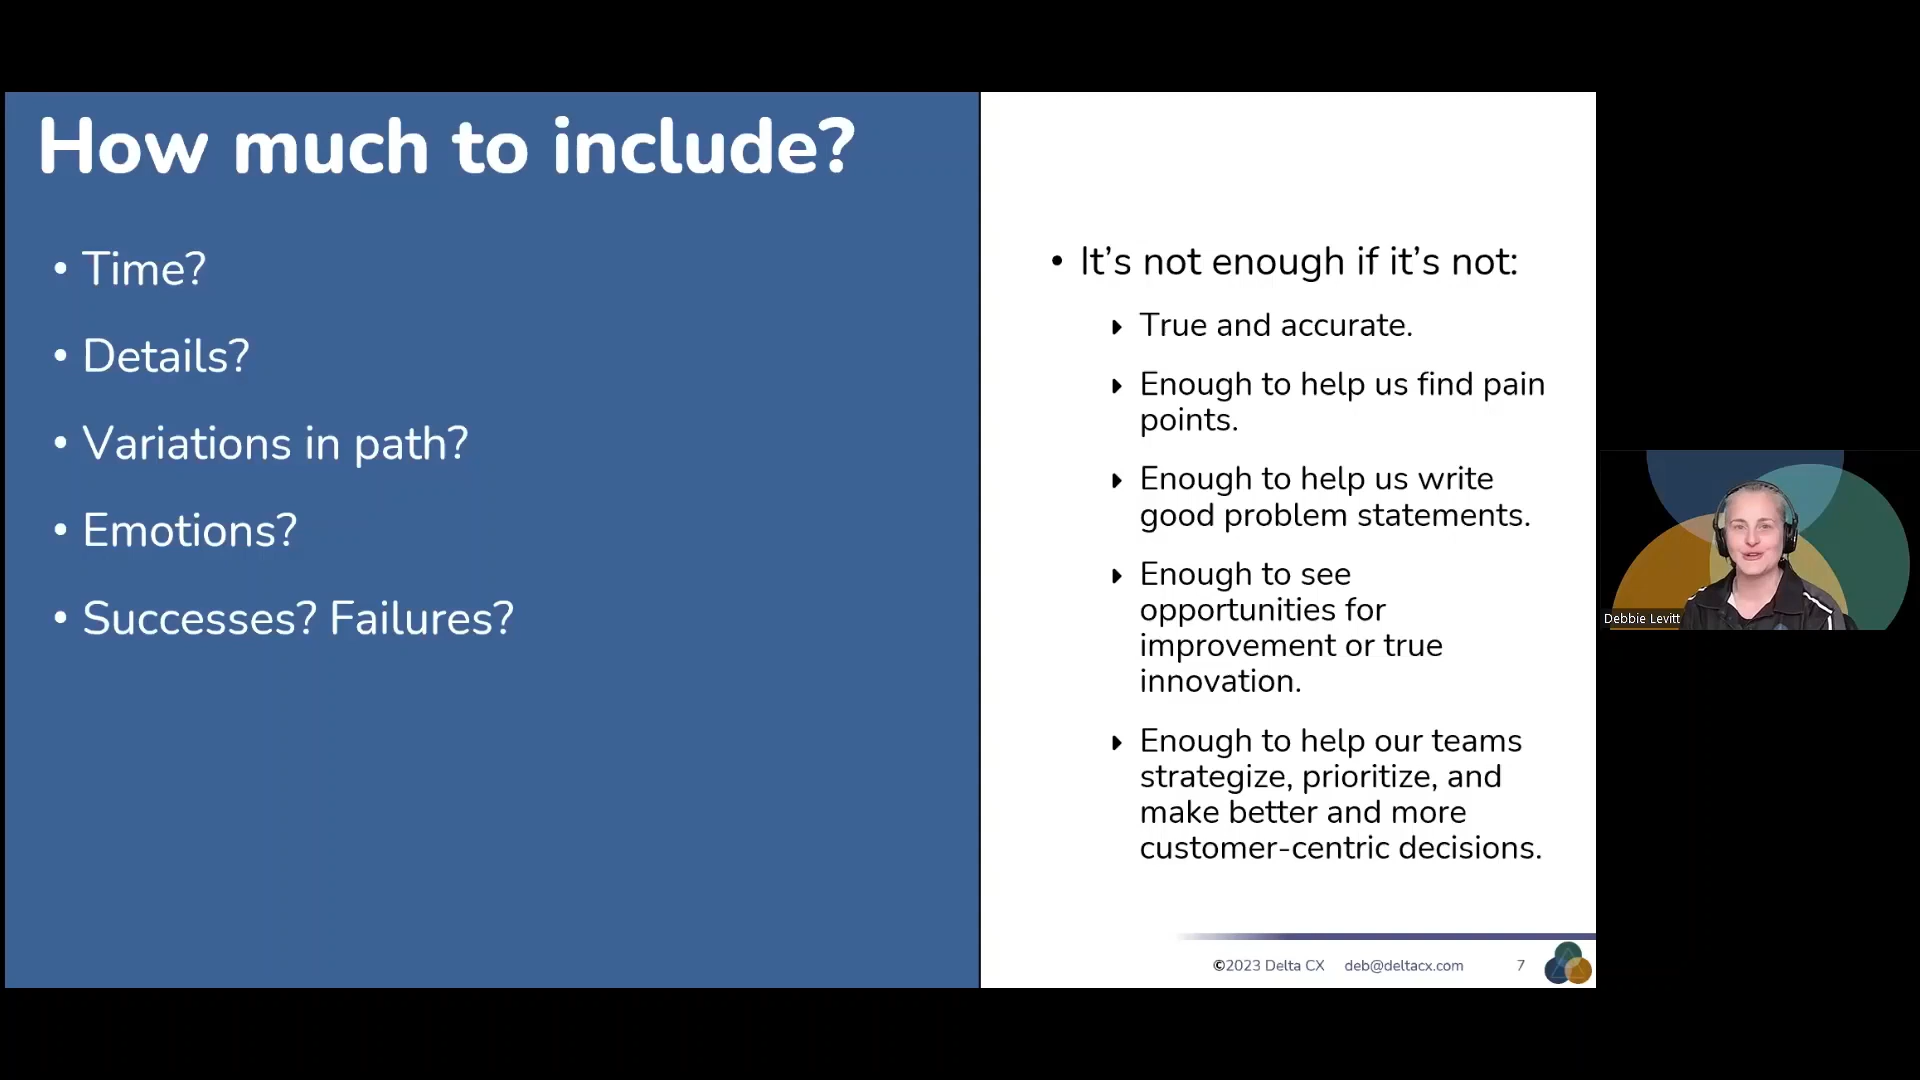 How much to include?
• Time?
• Details?
• Variations in path?
• Emotions?
• Successes? Failures?
• It’s not enough if it’s not:
True and accurate.
Enough to help us find pain
points.
Enough to help us write
good problem statements.
Enough to see
opportunities for
improvement or true
innovation.
Enough to help our teams
strategize, prioritize, and
make better and more
customer-centric decisions.
©2023 Delta CX deb@deltacx.com 7
Debbie Levitt